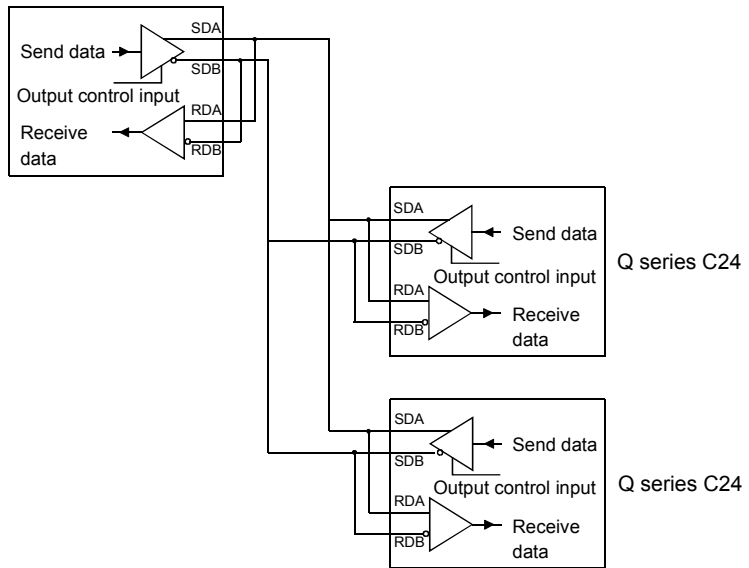 SDA
Send data
SDB
Output control input
RDA
Receive
data
RDB
SDA
Send data
SDB
Output control input
Q series C24
RDA
Receive
data
RDB
SDA
Send data
SDB
Output control input
Q series C24
RDA
Receive
data
RDB